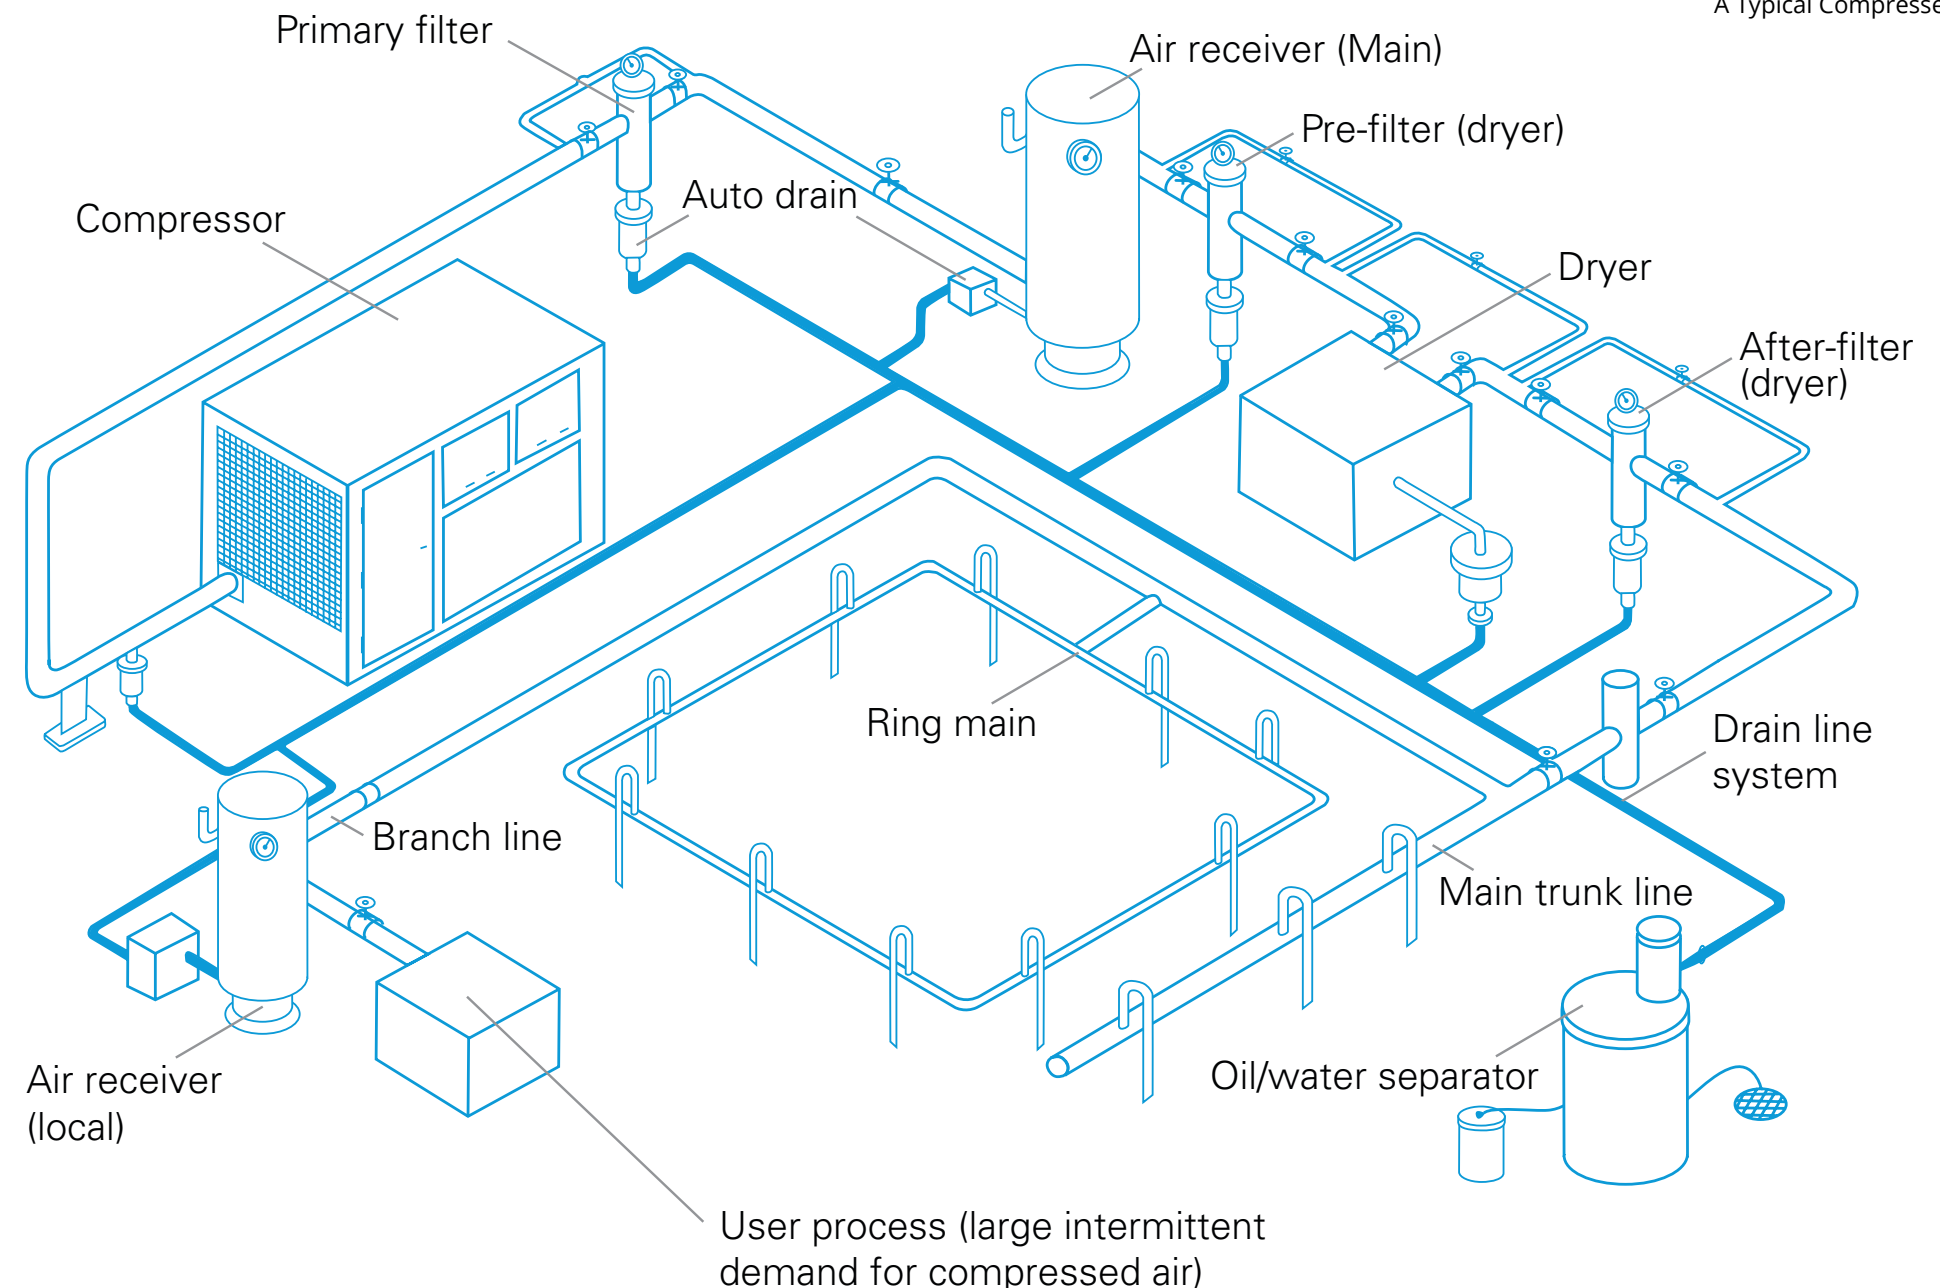 A Typical Compresse
Primary filter
Air receiver (Main)
Pre-filter (dryer)
Auto drain
Compressor
Dryer
After-filter
(dryer)
Ring main
Drain line
system
Branch line
Main trunk line
Air receiver
(local)
Oil/water separator
User process (large intermittent
demand for compressed air)